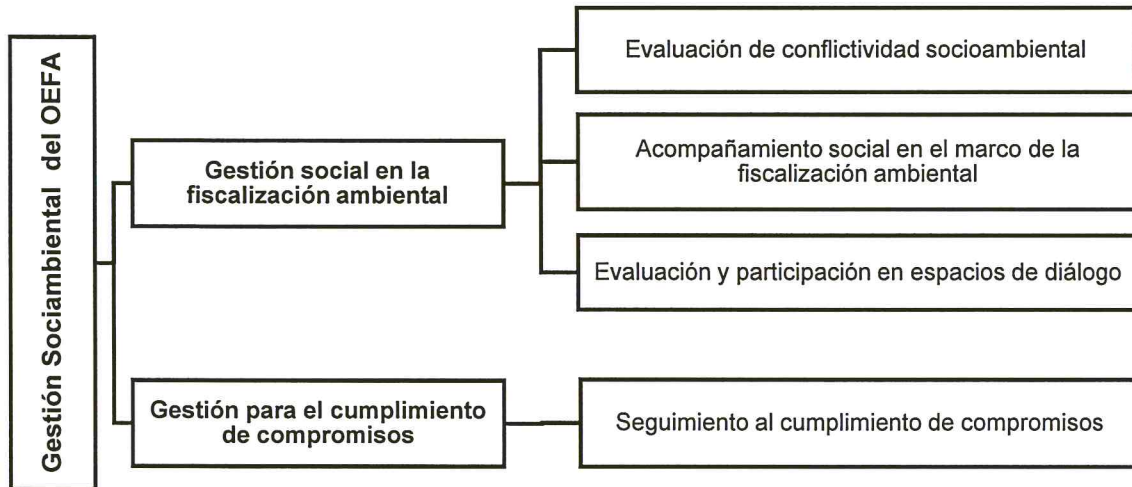 Gestión Sociambiental del OEFA
Gestión social en la
fiscalización ambiental
Evaluación de conflictividad socioambiental
Acompañamiento social en el marco de la
fiscalización ambiental
Evaluación y participación en espacios de diálogo
Gestión para el cumplimiento
de compromisos
Seguimiento al cumplimiento de compromisos